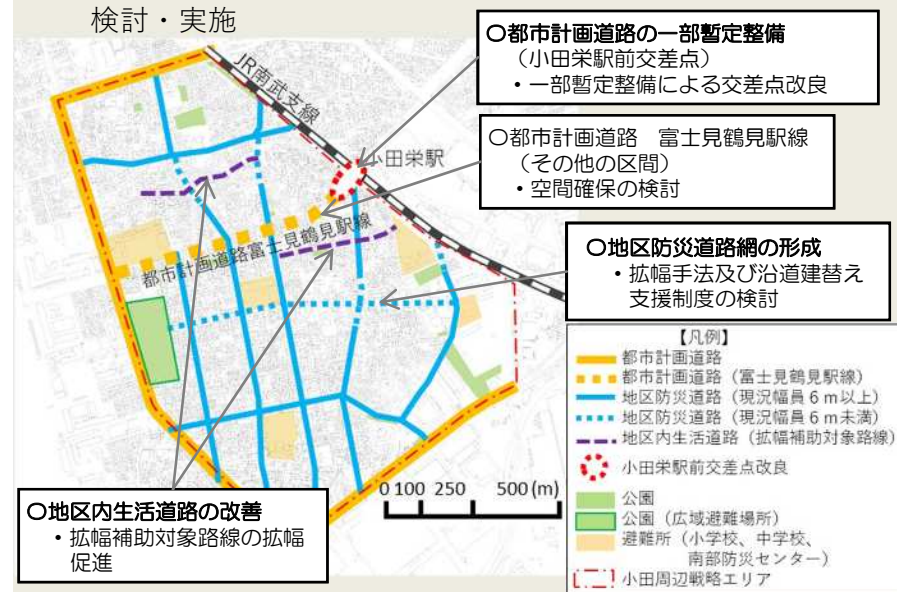 検討・実施
〇都市計画道路の一部暫定整備
（小田栄駅前交差点）
・一部暫定整備による交差点改良
JR南武支線
小田栄駅
〇都市計画道路　富士見鶴見駅線
（その他の区間）
・空間確保の検討
都市計画道路富士見鶴見駅線
〇地区防災道路網の形成
・拡幅手法及び沿道建替え
支援制度の検討
【凡例】
都市計画道路
都市計画道路（富士見鶴見駅線）
地区防災道路（現況幅員６ｍ以上）
地区防災道路（現況幅員６ｍ未満）
地区内生活道路（拡幅補助対象路線）
小田栄駅前交差点改良
公園
公園（広域避難場所）
避難所（小学校、中学校、
南部防災センター）
小田周辺戦略エリア
0 100 250 500 (m)
〇地区内生活道路の改善
・拡幅補助対象路線の拡幅
促進